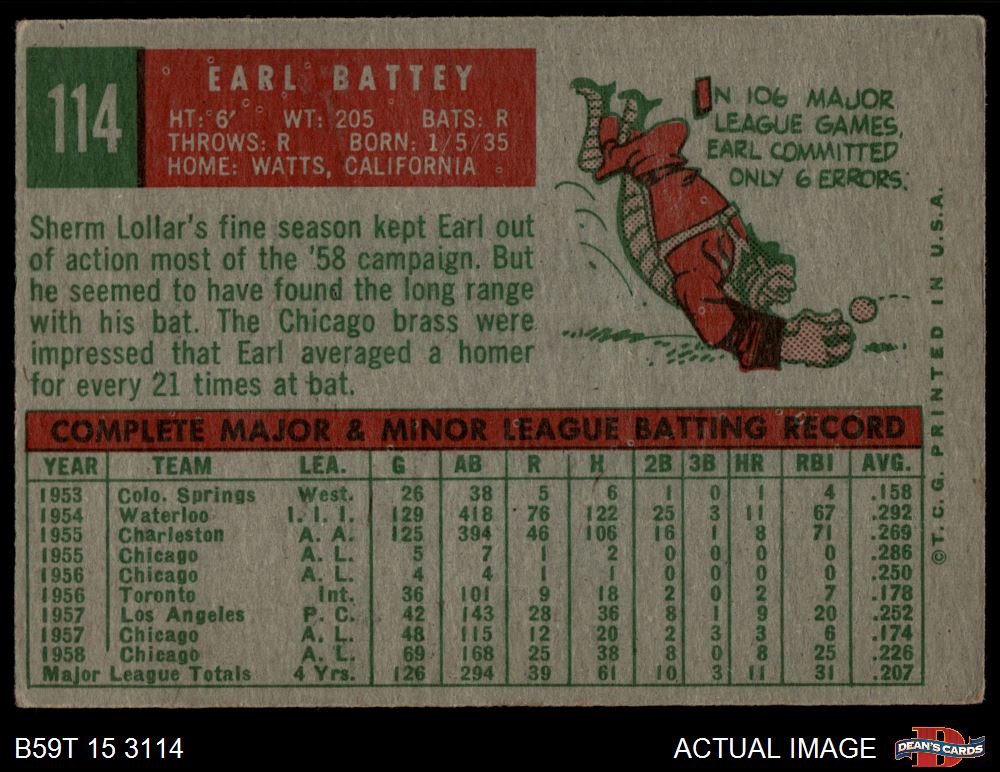 114
EARL BATTEY
HT: 6' WT: 205 BATS: R
THROWS: R BORN: 1/5/35
HOME: WATTS, CALIFORNIA
IN 106 MAJOR
LEAGUE GAMES,
EARL COMMITTED
ONLY 6 ERRORS.
Sherm Lollar's fine season kept Earl out
of action most of the '58 campaign. But
he seemed to have found the long range
with his bat. The Chicago brass were
impressed that Earl averaged a homer
for every 21 times at bat.
COMPLETE MAJOR & MINOR LEAGUE BATTING RECORD
YEAR TEAM LEA. G AB R H 2B 3B HR RBI AVG.
1953 Colo. Springs West. 26 38 5 6 1 0 1 4 .158
1954 Waterloo I. I. I. 129 418 76 122 25 3 11 67 .292
1955 Charleston A. A. 125 394 46 106 16 1 8 71 .269
1955 Chicago A. L. 5 7 1 2 0 0 0 0 .286
1956 Chicago A. L. 4 4 1 1 0 0 0 0 .250
1956 Toronto Int. 36 101 9 18 2 0 2 7 .178
1957 Los Angeles P. C. 42 143 28 36 8 1 9 20 .252
1957 Chicago A. L. 48 115 12 20 2 3 3 6 .174
1958 Chicago A. L. 69 168 25 38 8 0 8 25 .226
Major League Totals 4 Yrs. 126 294 39 61 10 3 11 31 .207
©T.C.G. PRINTED IN U.S.A.
B59T 15 3114
ACTUAL IMAGE
D
DEAN'S CARDS